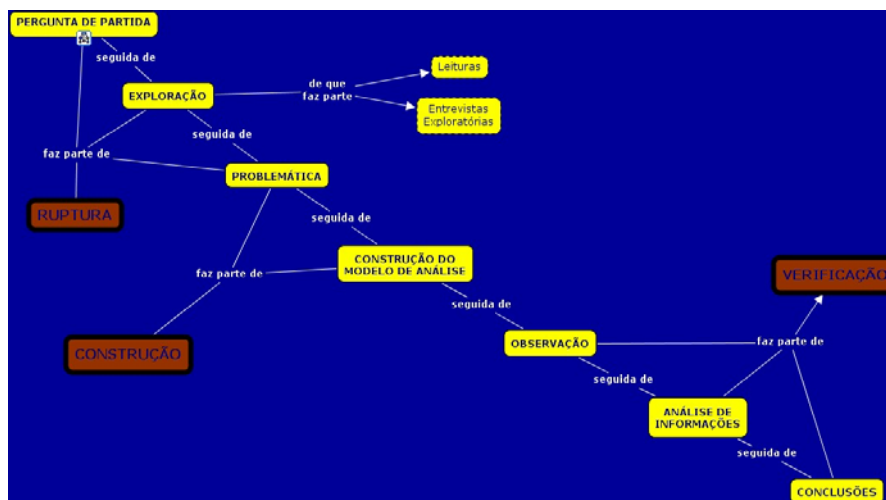 PERGUNTA DE PARTIDA
seguida de
Leituras
de que
faz parte
EXPLORAÇÃO
Entrevistas
Exploratórias
seguida de
faz parte de
PROBLEMÁTICA
RUPTURA
seguida de
CONSTRUÇÃO DO
MODELO DE ANÁLISE
faz parte de
VERIFICAÇÃO
seguida de
CONSTRUÇÃO
OBSERVAÇÃO
faz parte de
seguida de
ANÁLISE DE
INFORMAÇÕES
seguida de
CONCLUSÕES